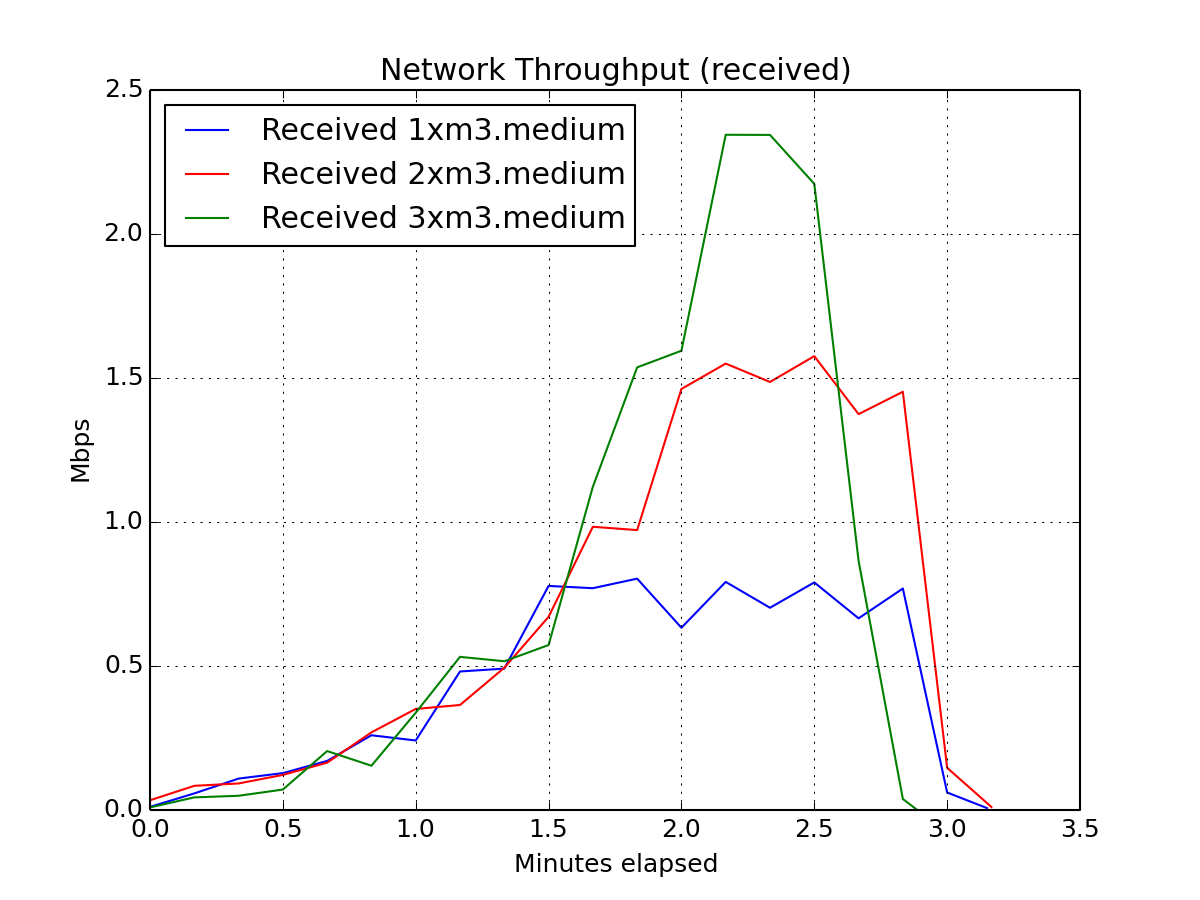 Network Throughput (received)
Received 1xm3.medium
Received 2xm3.medium
Received 3xm3.medium
2.5
2.0
1.5
1.0
0.5
0.0
Mbps
0.0 0.5 1.0 1.5 2.0 2.5 3.0 3.5
Minutes elapsed